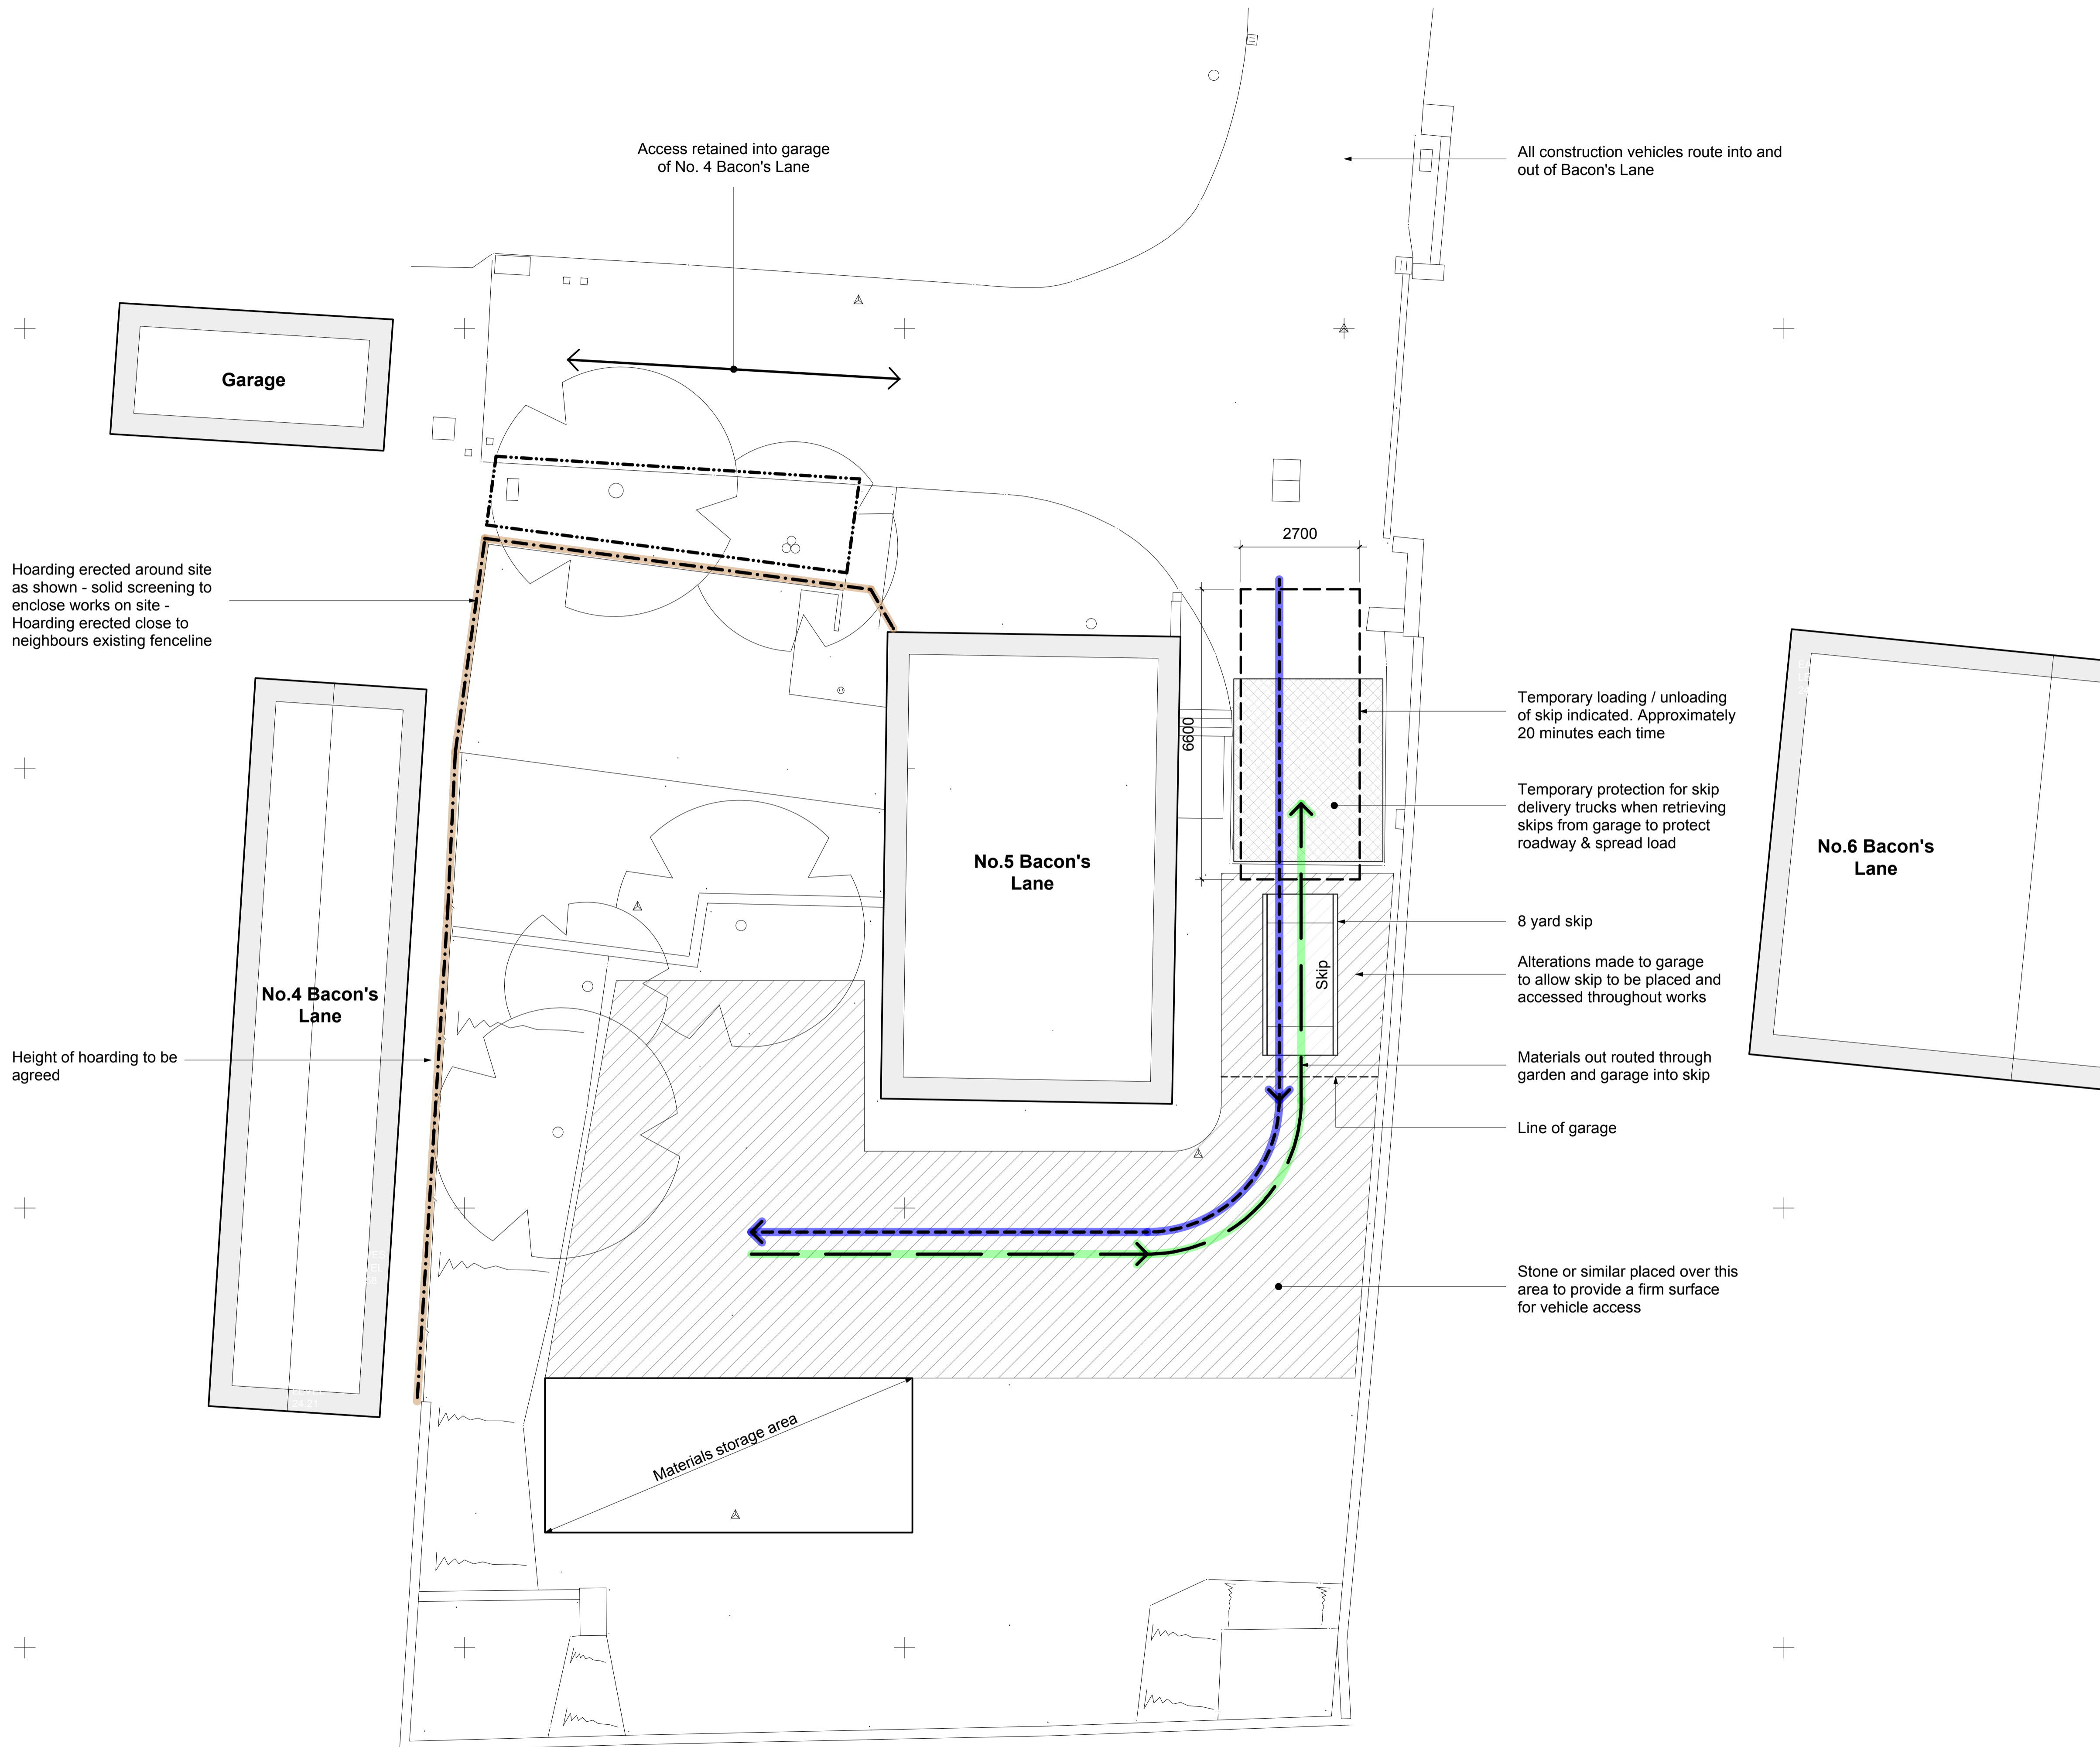 Access retained into garage
of No. 4 Bacon's Lane
All construction vehicles route into and
out of Bacon's Lane
Garage
2700
Hoarding erected around site
as shown - solid screening to
enclose works on site -
Hoarding erected close to
neighbours existing fenceline
6600
Temporary loading / unloading
of skip indicated. Approximately
20 minutes each time
Temporary protection for skip
delivery trucks when retrieving
skips from garage to protect
roadway & spread load
No.5 Bacon's
Lane
No.6 Bacon's
Lane
8 yard skip
Skip
Alterations made to garage
to allow skip to be placed and
accessed throughout works
No.4 Bacon's
Lane
Height of hoarding to be
agreed
Materials out routed through
garden and garage into skip
Line of garage
Stone or similar placed over this
area to provide a firm surface
for vehicle access
Materials storage area